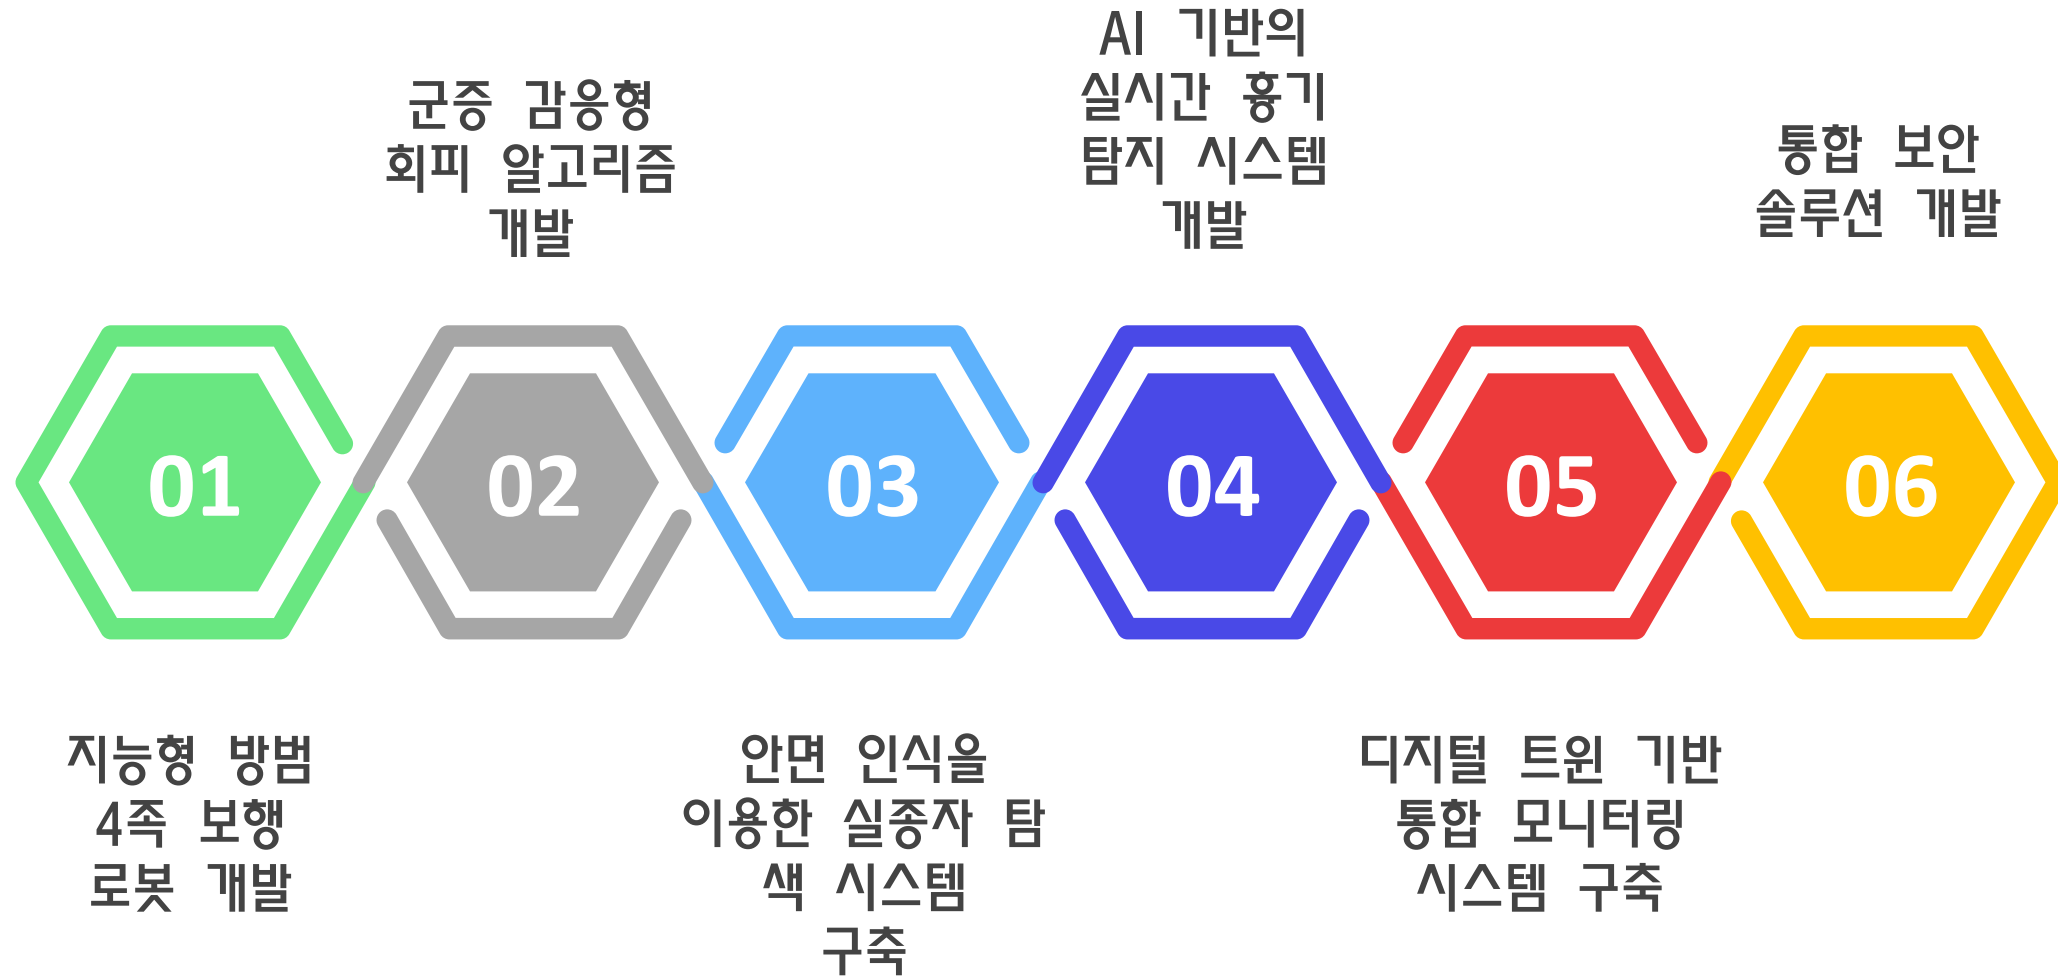 AI 기반의
실시간 흉기
탐지 시스템
개발
군중 감응형
회피 알고리즘
개발
통합 보안
솔루션 개발
01
02
03
04
05
06
지능형 방범
4족 보행
로봇 개발
안면 인식을
이용한 실종자 탐
색 시스템
구축
디지털 트윈 기반
통합 모니터링
시스템 구축